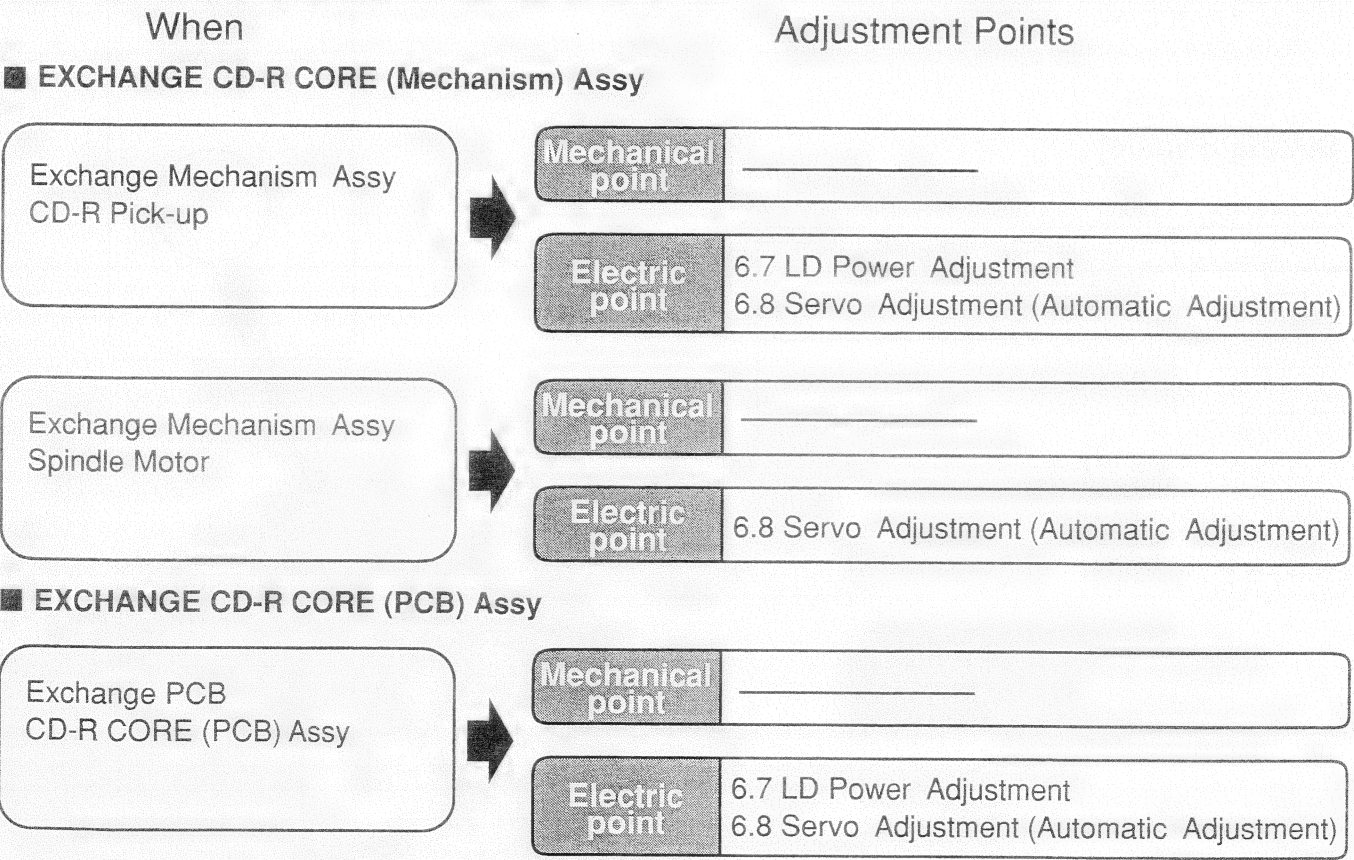 When
Adjustment Points
■ EXCHANGE CD-R CORE (Mechanism) Assy
Exchange Mechanism Assy
CD-R Pick-up
Mechanical
point
Electric
point
6.7 LD Power Adjustment
6.8 Servo Adjustment (Automatic Adjustment)
Exchange Mechanism Assy
Spindle Motor
Mechanical
point
Electric
point
6.8 Servo Adjustment (Automatic Adjustment)
■ EXCHANGE CD-R CORE (PCB) Assy
Exchange PCB
CD-R CORE (PCB) Assy
Mechanical
point
Electric
point
6.7 LD Power Adjustment
6.8 Servo Adjustment (Automatic Adjustment)